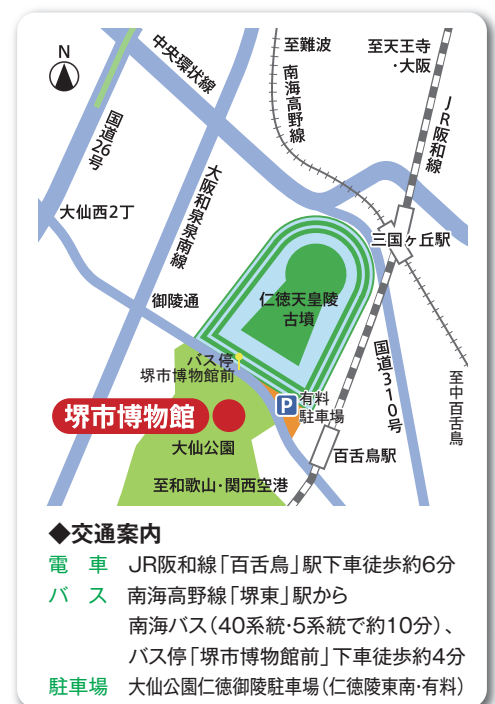 N
中央環状線
至難波
至天王寺
・大阪
南海高野線
JR阪和線
国道26号
大仙西2丁
大阪和泉泉南線
三国ヶ丘駅
御陵通
仁徳天皇陵
古墳
バス停
堺市博物館前
国道310号
至中百舌鳥
P
有料
駐車場
堺市博物館
大仙公園
百舌鳥駅
至和歌山・関西空港
◆交通案内
電 車 JR阪和線「百舌鳥」駅下車徒歩約6分
バ ス 南海高野線「堺東」駅から
南海バス(40系統・5系統で約10分)、
バス停「堺市博物館前」下車徒歩約4分
駐車場 大仙公園仁徳御陵駐車場(仁徳陵東南・有料)